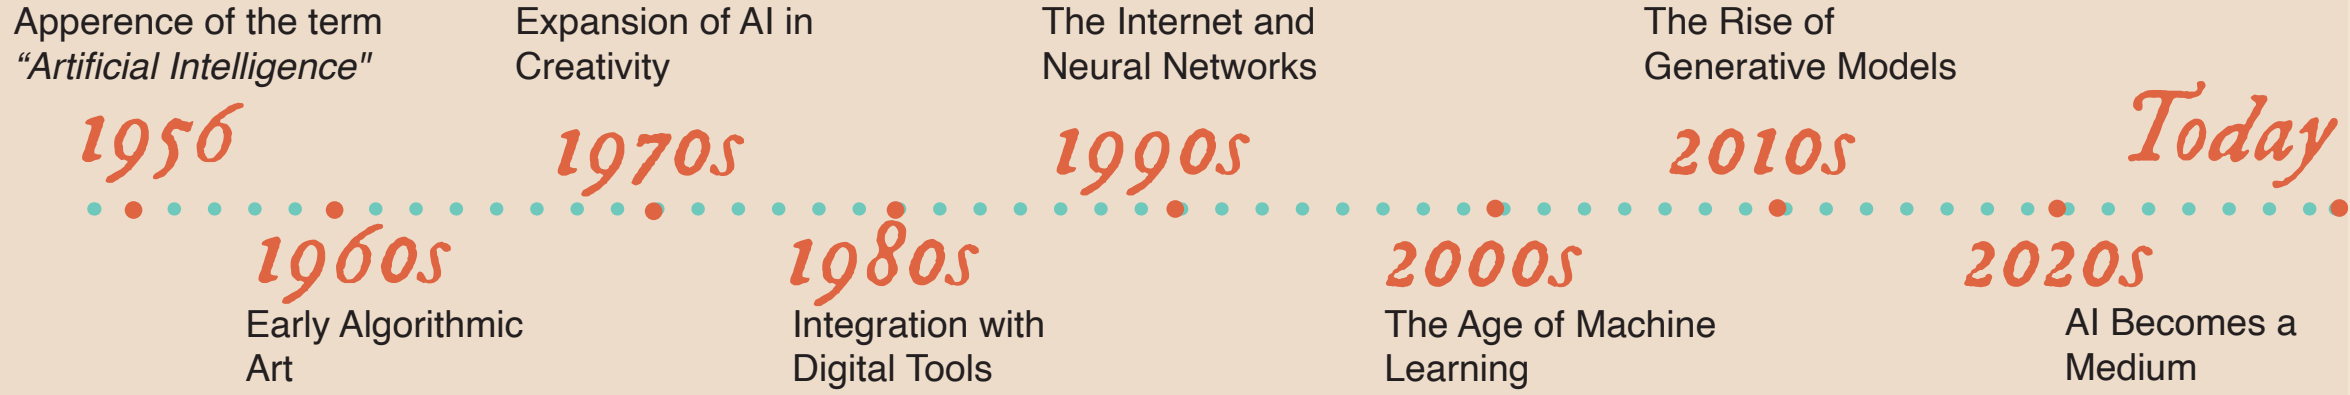 Apperence of the term
“Artificial Intelligence"
1956
1960s
Early Algorithmic
Art
Expansion of AI in
Creativity
1970s
1980s
Integration with
Digital Tools
The Internet and
Neural Networks
1990s
2000s
The Age of Machine
Learning
The Rise of
Generative Models
2010s
2020s
AI Becomes a
Medium
Today